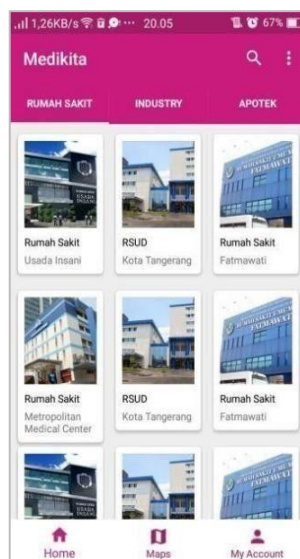 1,26KB/s ... 20.05 67%
Medikita
RUMAH SAKIT INDUSTRY APOTEK
Rumah Sakit RSUD Rumah Sakit
Usada Insani Kota Tangerang Fatmawati
Rumah Sakit RSUD Rumah Sakit
Metropolitan Kota Tangerang Fatmawati
Medical Center
Home Maps My Account